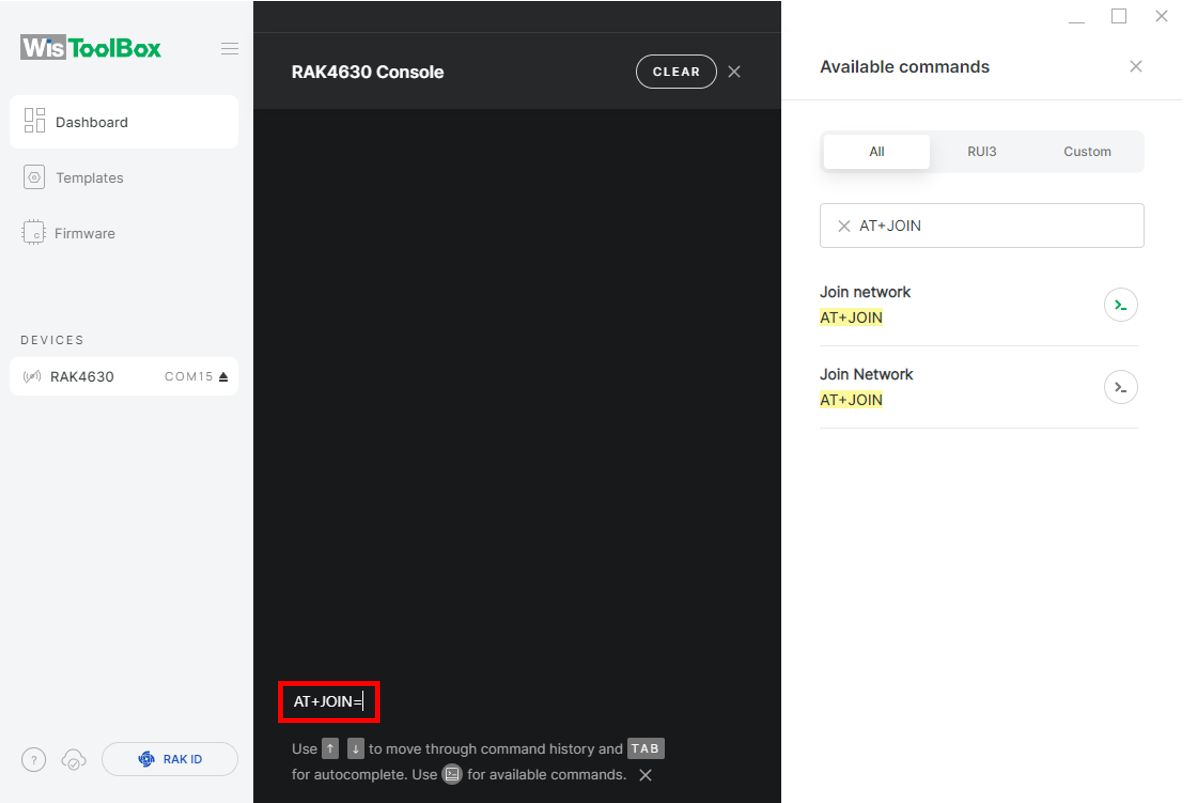 WisToolBox
Dashboard
Templates
Firmware
DEVICES
RAK4630 COM15
? RAK ID
RAK4630 Console CLEAR
AT+JOIN=
Use ↑ ↓ to move through command history and TAB
for autocomplete. Use for available commands.
Available commands
All RUI3 Custom
AT+JOIN
Join network
AT+JOIN
Join Network
AT+JOIN